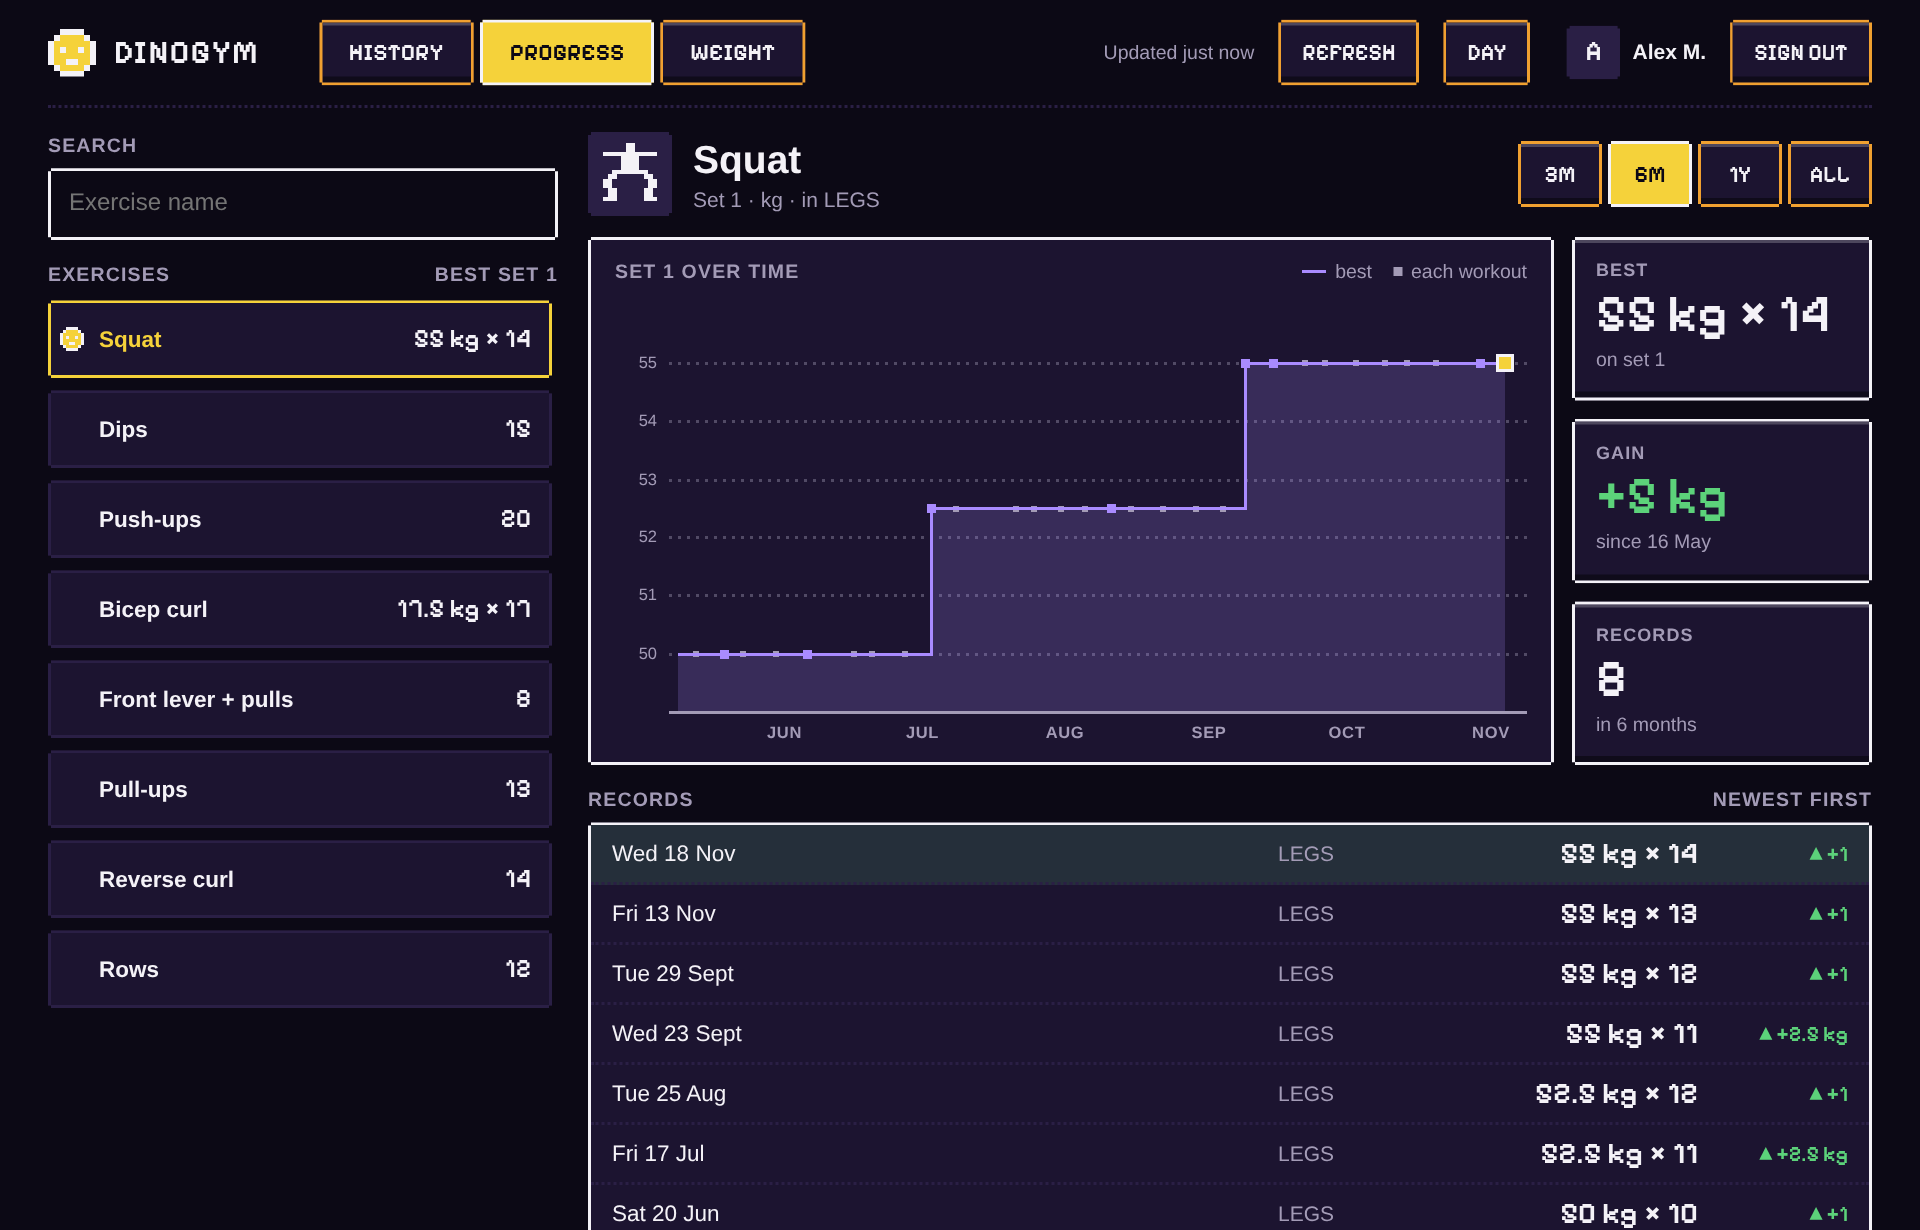 DINOGYM
HISTORY
PROGRESS
WEIGHT
Updated just now
REFRESH
DAY
A
Alex M.
SIGN OUT
SEARCH
Exercise name
EXERCISES
BEST SET 1
Squat
55 kg × 14
Dips
15
Push-ups
20
Bicep curl
17.5 kg × 17
Front lever + pulls
8
Pull-ups
13
Reverse curl
14
Rows
12
Squat
Set 1 · kg · in LEGS
3M
6M
1Y
ALL
SET 1 OVER TIME
best
each workout
55
54
53
52
51
50
JUN
JUL
AUG
SEP
OCT
NOV
BEST
55 kg × 14
on set 1
GAIN
+5 kg
since 16 May
RECORDS
8
in 6 months
RECORDS
NEWEST FIRST
Wed 18 Nov
LEGS
55 kg × 14
▲ +1
Fri 13 Nov
LEGS
55 kg × 13
▲ +1
Tue 29 Sept
LEGS
55 kg × 12
▲ +1
Wed 23 Sept
LEGS
55 kg × 11
▲ +2.5 kg
Tue 25 Aug
LEGS
52.5 kg × 12
▲ +1
Fri 17 Jul
LEGS
52.5 kg × 11
▲ +2.5 kg
Sat 20 Jun
LEGS
50 kg × 10
▲ +1